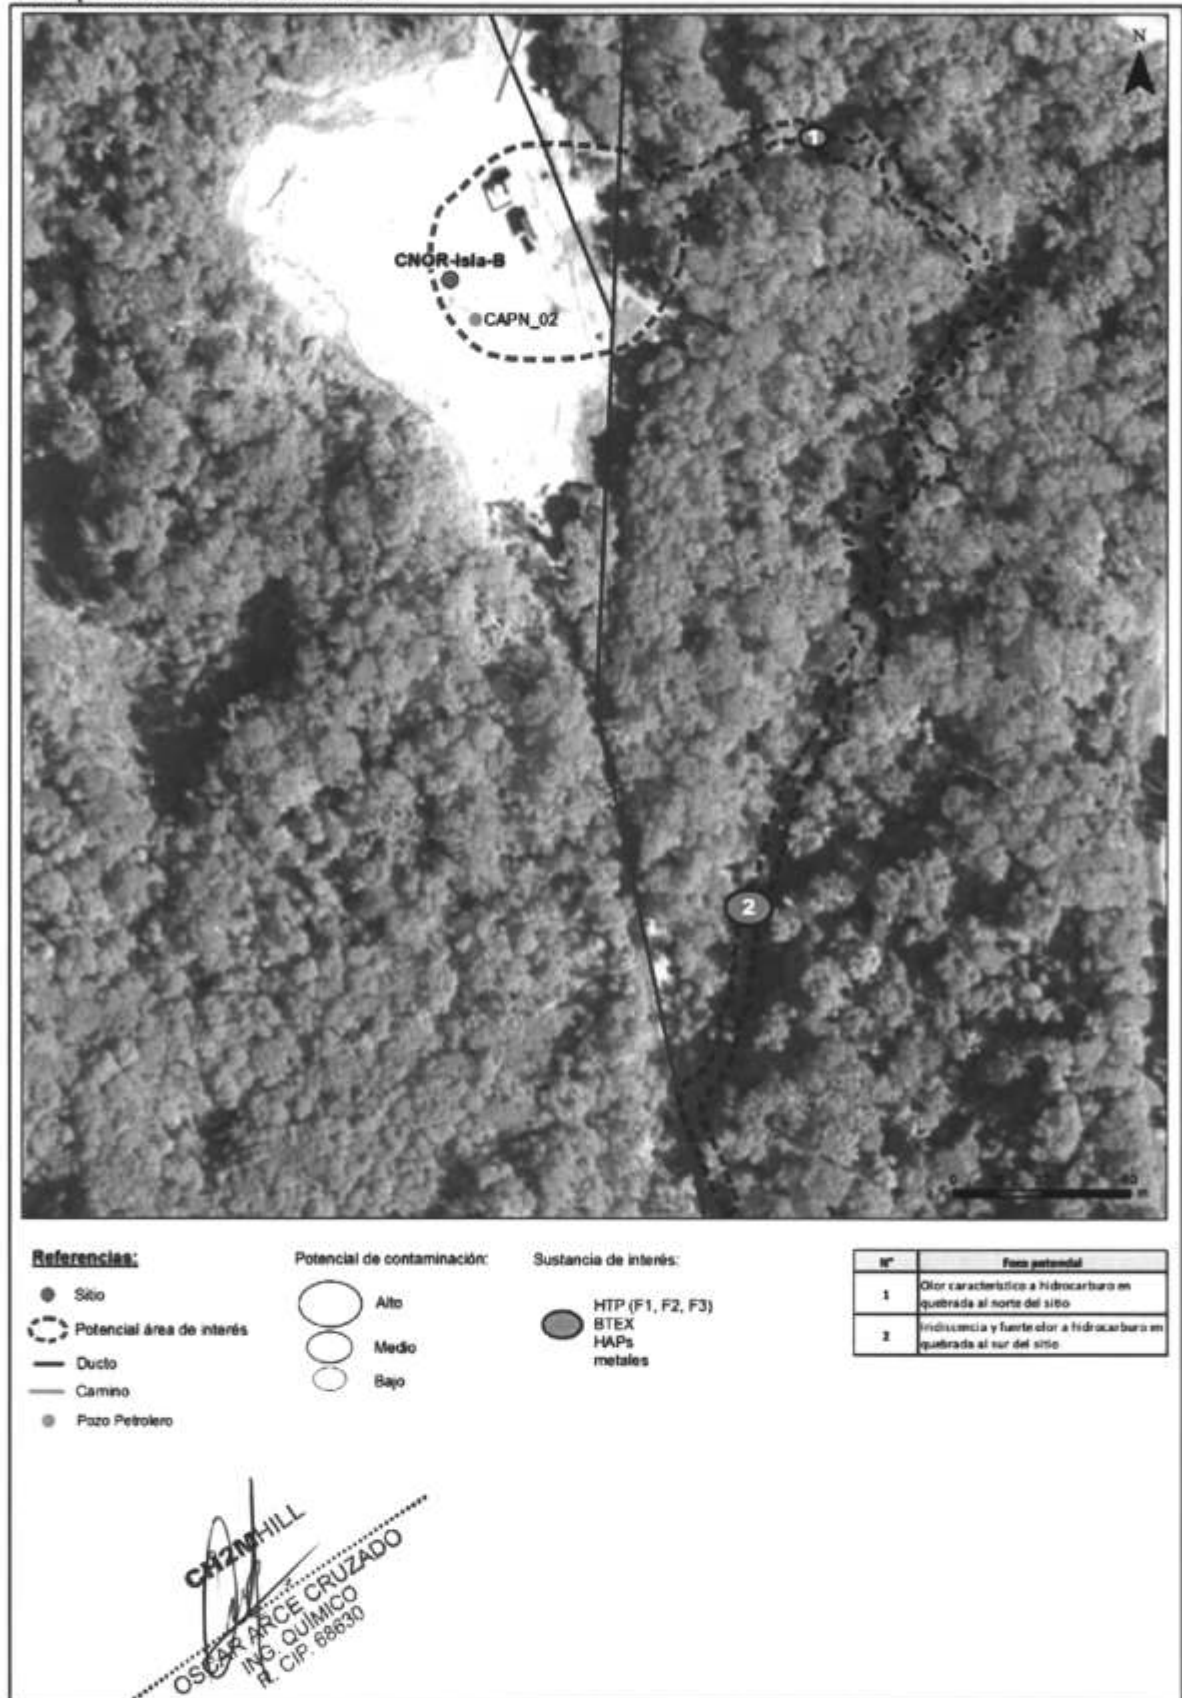 N
1
CNOR-Isla-B
CAPN_02
2
0
60
m
Referencias:
Sitio
Potencial área de interés
Ducto
Camino
Pozo Petrolero
Potencial de contaminación:
Alto
Medio
Bajo
Sustancia de interés:
HTP (F1, F2, F3)
BTEX
HAPs
metales
N° Foco potencial
1 Olor característico a hidrocarburo en
quebrada al norte del sitio
2 Iridiscencia y fuerte olor a hidrocarburo en
quebrada al sur del sitio
CH2MHILL
OSCAR ARCE CRUZADO
ING. QUÍMICO
R. CIP. 68630